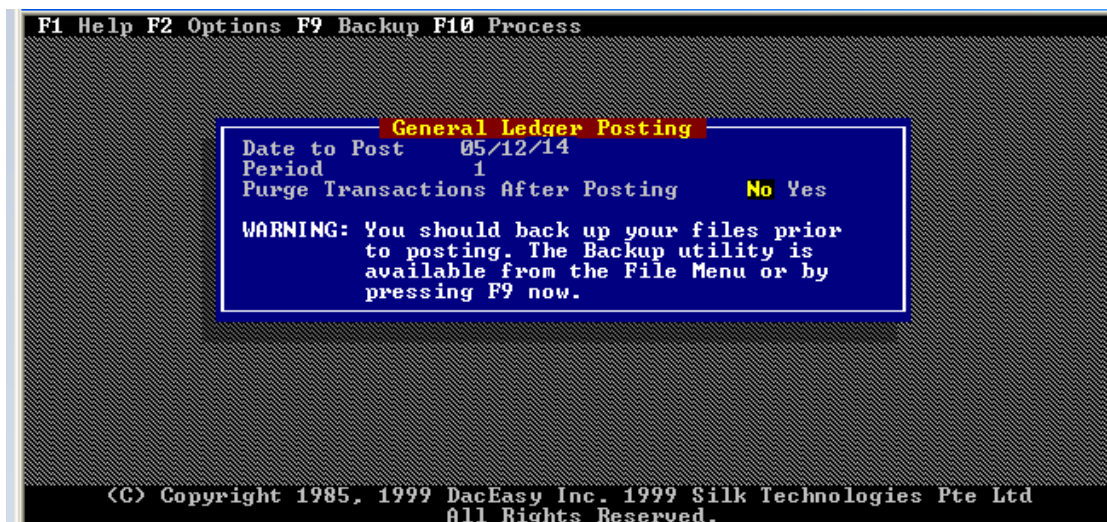 F1 Help F2 Options F9 Backup F10 Process
General Ledger Posting
Date to Post 05/12/14
Period 1
Purge Transactions After Posting No Yes
WARNING: You should back up your files prior
to posting. The Backup utility is
available from the File Menu or by
pressing F9 now.
(C) Copyright 1985, 1999 DacEasy Inc. 1999 Silk Technologies Pte Ltd
All Rights Reserved.